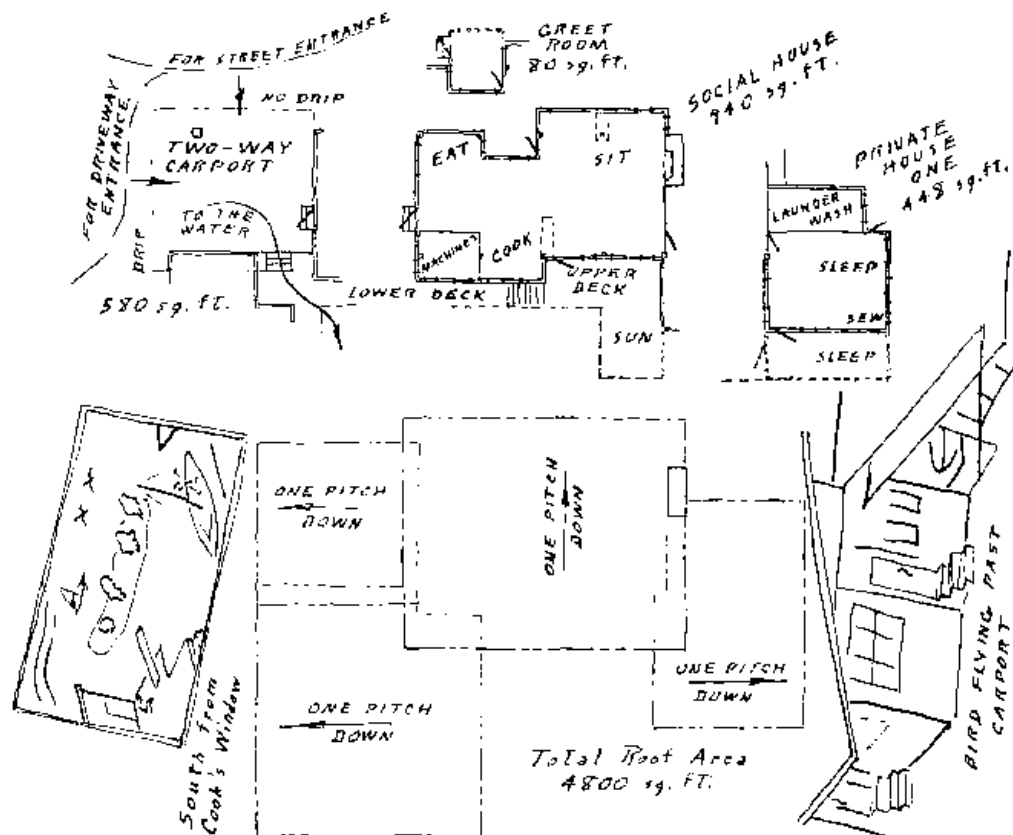 FOR STREET ENTRANCE
NO DRIP
TWO-WAY
CARPORT
FOR DRIVEWAY
ENTRANCE
TO THE
WATER
DRIP
580 sq. ft.
GREET
ROOM
80 sq. ft.
SOCIAL HOUSE
940 sq. ft.
EAT
SIT
MACHINES
COOK
UPPER
DECK
LOWER DECK
SUN
PRIVATE
HOUSE
ONE
448 sq. ft.
LAUNDER
WASH
SLEEP
SEW
SLEEP
ONE PITCH
DOWN
ONE PITCH
DOWN
ONE PITCH
DOWN
ONE PITCH
DOWN
Total Roof Area
4800 sq. ft.
South from
Cook's Window
BIRD FLYING PAST
CARPORT